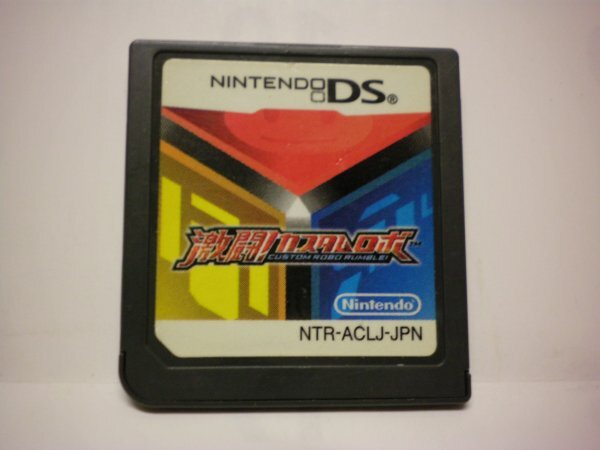 NINTENDO DS®
激闘!カスタムロボ™
CUSTOM ROBO RUMBLE!
Nintendo
NTR-ACLJ-JPN